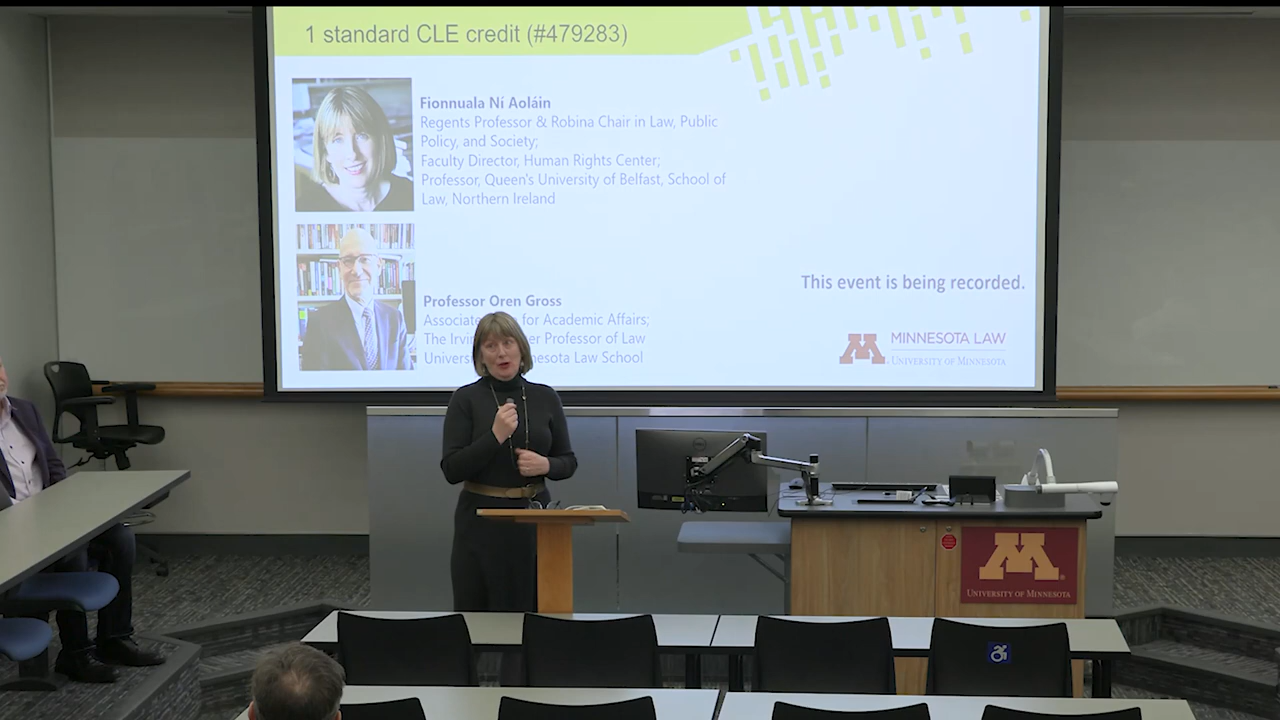 1 standard CLE credit (#479283)
Fionnuala Ní Aoláin
Regents Professor & Robina Chair in Law, Public
Policy, and Society;
Faculty Director, Human Rights Center;
Professor, Queen's University of Belfast, School of
Law, Northern Ireland
This event is being recorded.
Professor Oren Gross
Associate for Academic Affairs;
The Professor of Law
Law School
MINNESOTA LAW
UNIVERSITY OF MINNESOTA
DELL
UNIVERSITY OF MINNESOTA